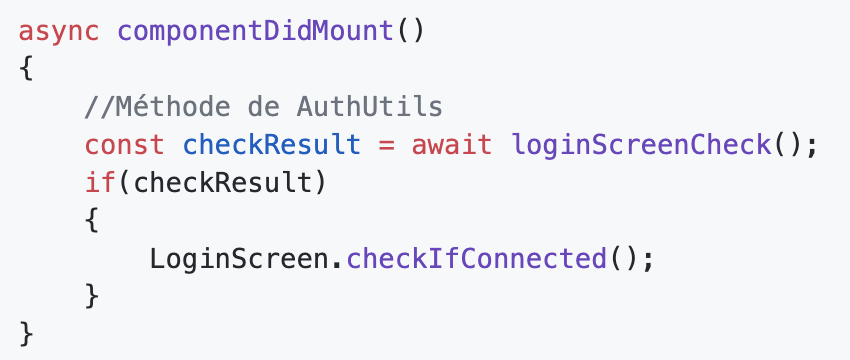 async componentDidMount()
{
    //Méthode de AuthUtils
    const checkResult = await loginScreenCheck();
    if(checkResult)
    {
        LoginScreen.checkIfConnected();
    }
}